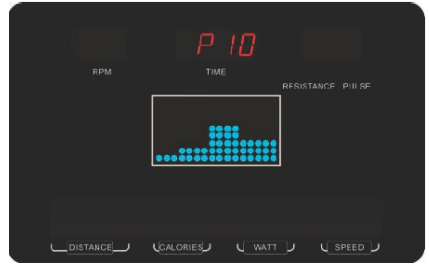 P 10
RPM
TIME
RESISTANCE PULSE
DISTANCE
CALORIES
WATT
SPEED